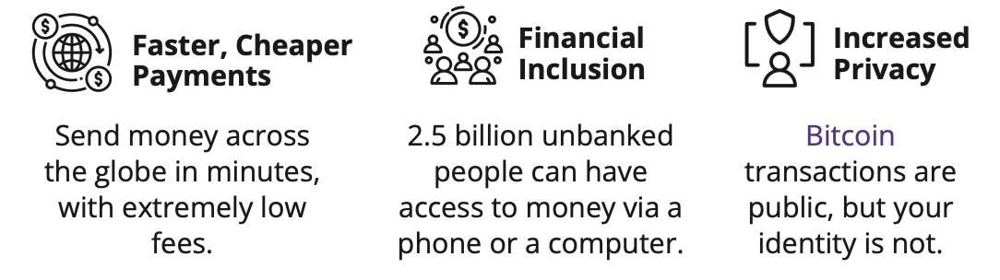 Faster, Cheaper
Payments
Send money across
the globe in minutes,
with extremely low
fees.
Financial
Inclusion
2.5 billion unbanked
people can have
access to money via a
phone or a computer.
Increased
Privacy
Bitcoin
transactions are
public, but your
identity is not.